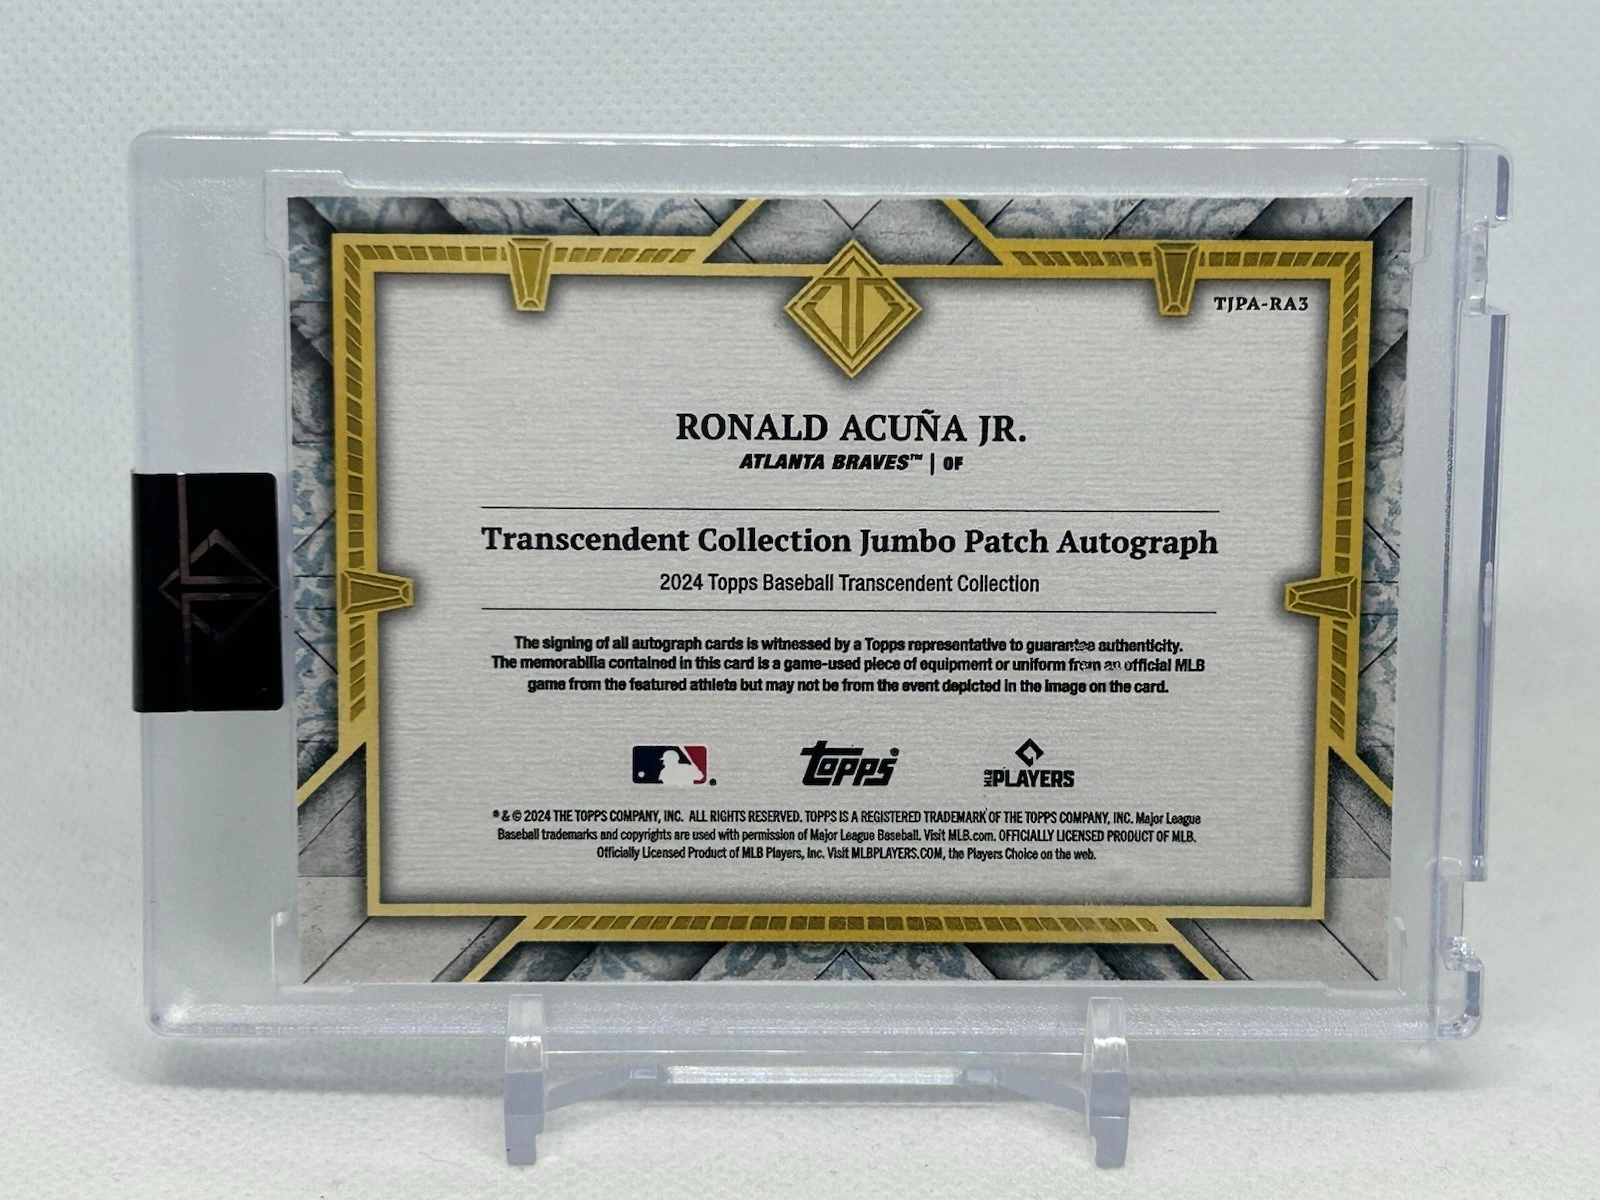 TJPA-RA3
RONALD ACUÑA JR.
ATLANTA BRAVES™ | OF
Transcendent Collection Jumbo Patch Autograph
2024 Topps Baseball Transcendent Collection
The signing of all autograph cards is witnessed by a Topps representative to guarantee authenticity.
The memorabilia contained in this card is a game-used piece of equipment or uniform from an official MLB
game from the featured athlete but may not be from the event depicted in the image on the card.
Topps®
MLB PLAYERS
® & © 2024 THE TOPPS COMPANY, INC. ALL RIGHTS RESERVED. TOPPS IS A REGISTERED TRADEMARK OF THE TOPPS COMPANY, INC. Major League
Baseball trademarks and copyrights are used with permission of Major League Baseball. Visit MLB.com. OFFICIALLY LICENSED PRODUCT OF MLB.
Officially Licensed Product of MLB Players, Inc. Visit MLBPLAYERS.COM, the Players Choice on the web.